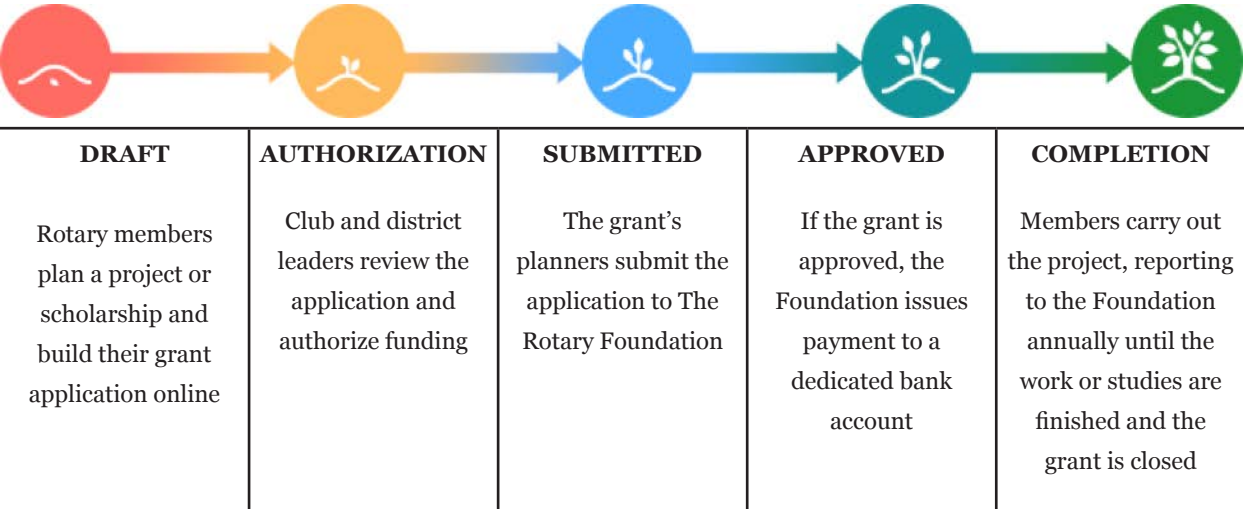 DRAFT
Rotary members
plan a project or
scholarship and
build their grant
application online
AUTHORIZATION
Club and district
leaders review the
application and
authorize funding
SUBMITTED
The grant’s
planners submit the
application to The
Rotary Foundation
APPROVED
If the grant is
approved, the
Foundation issues
payment to a
dedicated bank
account
COMPLETION
Members carry out
the project, reporting
to the Foundation
annually until the
work or studies are
finished and the
grant is closed